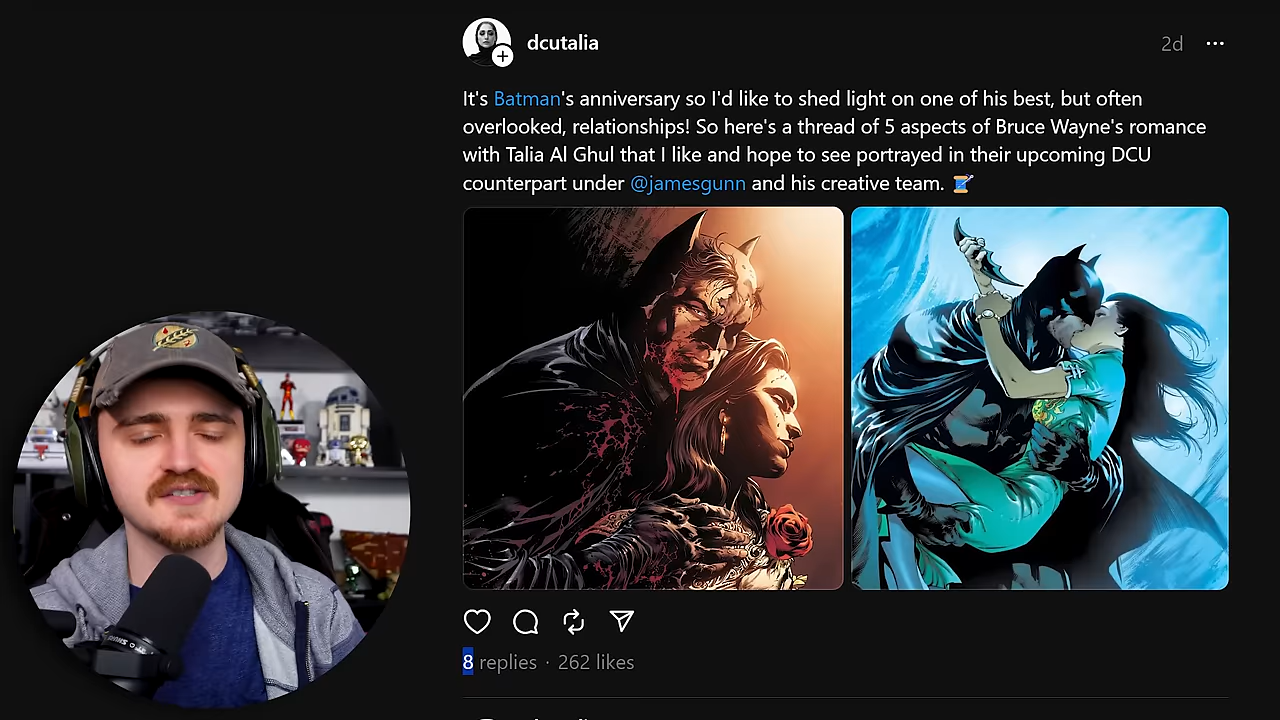 dcutalia
2d
It's Batman's anniversary so I'd like to shed light on one of his best, but often
overlooked, relationships! So here's a thread of 5 aspects of Bruce Wayne's romance
with Talia Al Ghul that I like and hope to see portrayed in their upcoming DCU
counterpart under @jamesgunn and his creative team. 🧵
8 replies · 262 likes